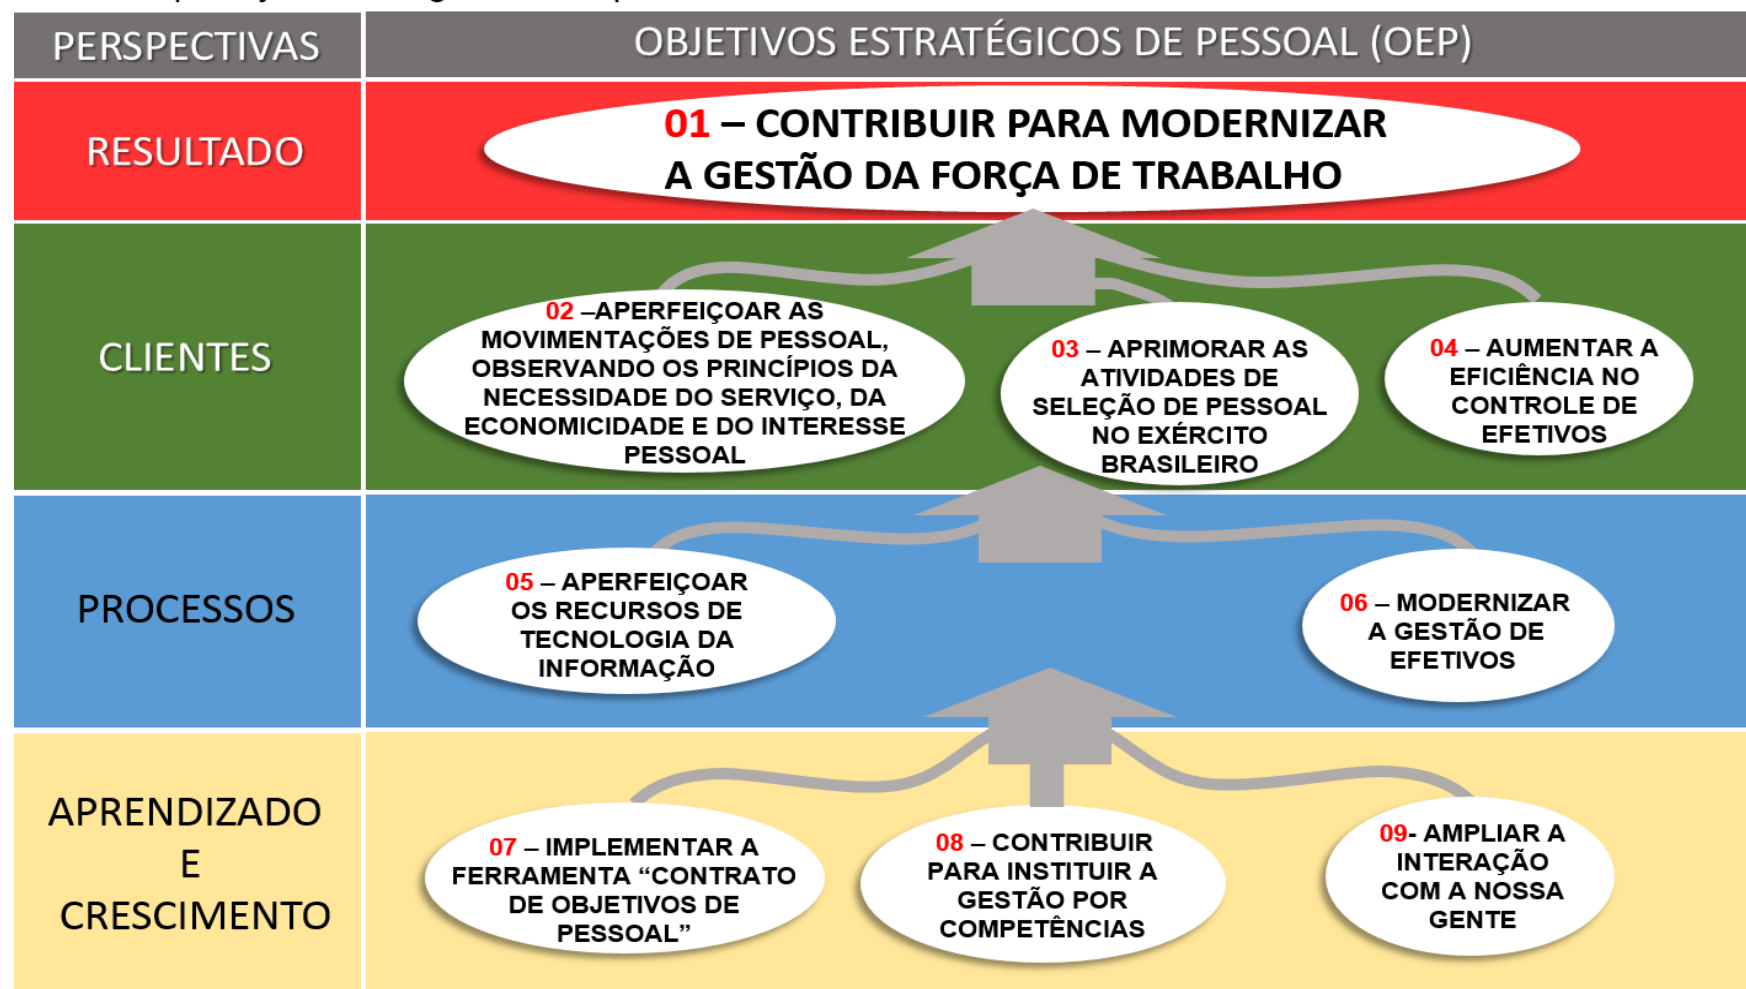 PERSPECTIVAS
OBJETIVOS ESTRATÉGICOS DE PESSOAL (OEP)
RESULTADO
01 – CONTRIBUIR PARA MODERNIZAR
A GESTÃO DA FORÇA DE TRABALHO
CLIENTES
02 –APERFEIÇOAR AS
MOVIMENTAÇÕES DE PESSOAL,
OBSERVANDO OS PRINCÍPIOS DA
NECESSIDADE DO SERVIÇO, DA
ECONOMICIDADE E DO INTERESSE
PESSOAL
03 – APRIMORAR AS
ATIVIDADES DE
SELEÇÃO DE PESSOAL
NO EXÉRCITO
BRASILEIRO
04 – AUMENTAR A
EFICIÊNCIA NO
CONTROLE DE
EFETIVOS
PROCESSOS
05 – APERFEIÇOAR
OS RECURSOS DE
TECNOLOGIA DA
INFORMAÇÃO
06 – MODERNIZAR
A GESTÃO DE
EFETIVOS
APRENDIZADO
E
CRESCIMENTO
07 – IMPLEMENTAR A
FERRAMENTA “CONTRATO
DE OBJETIVOS DE
PESSOAL”
08 – CONTRIBUIR
PARA INSTITUIR A
GESTÃO POR
COMPETÊNCIAS
09- AMPLIAR A
INTERAÇÃO
COM A NOSSA
GENTE